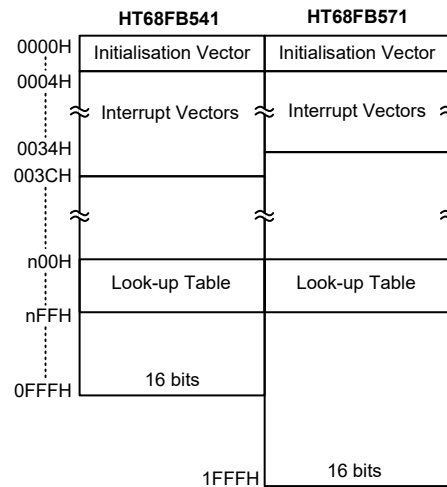 HT68FB541 HT68FB571
0000H Initialisation Vector Initialisation Vector
0004H
Interrupt Vectors Interrupt Vectors
0034H
003CH
n00H
Look-up Table Look-up Table
nFFH
16 bits
0FFFH
1FFFH 16 bits